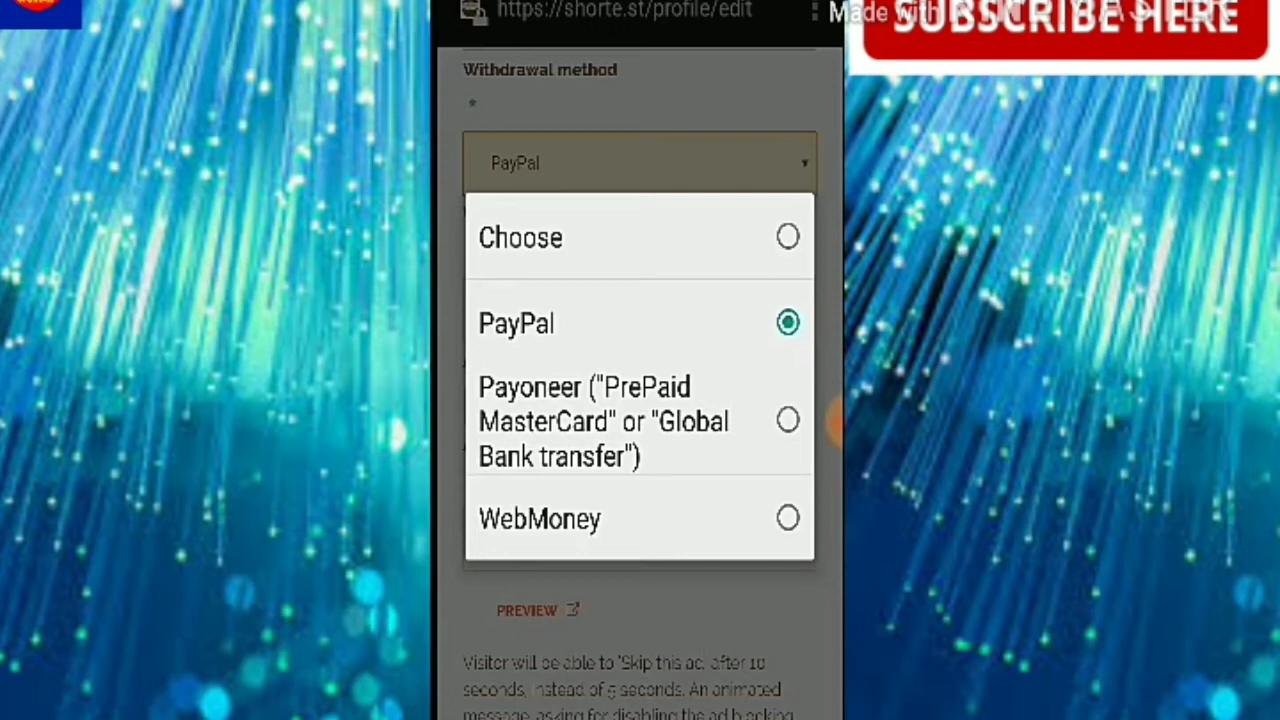 https://shorte.st/profile/edit
Made with KINEMASTER
SUBSCRIBE HERE
Withdrawal method
*
PayPal
Choose
PayPal
Payoneer ("PrePaid
MasterCard" or "Global
Bank transfer")
WebMoney
PREVIEW
Visitor will be able to 'Skip this ad' after 10
seconds, instead of 5 seconds. An animated
message, asking for disabling the ad blocking